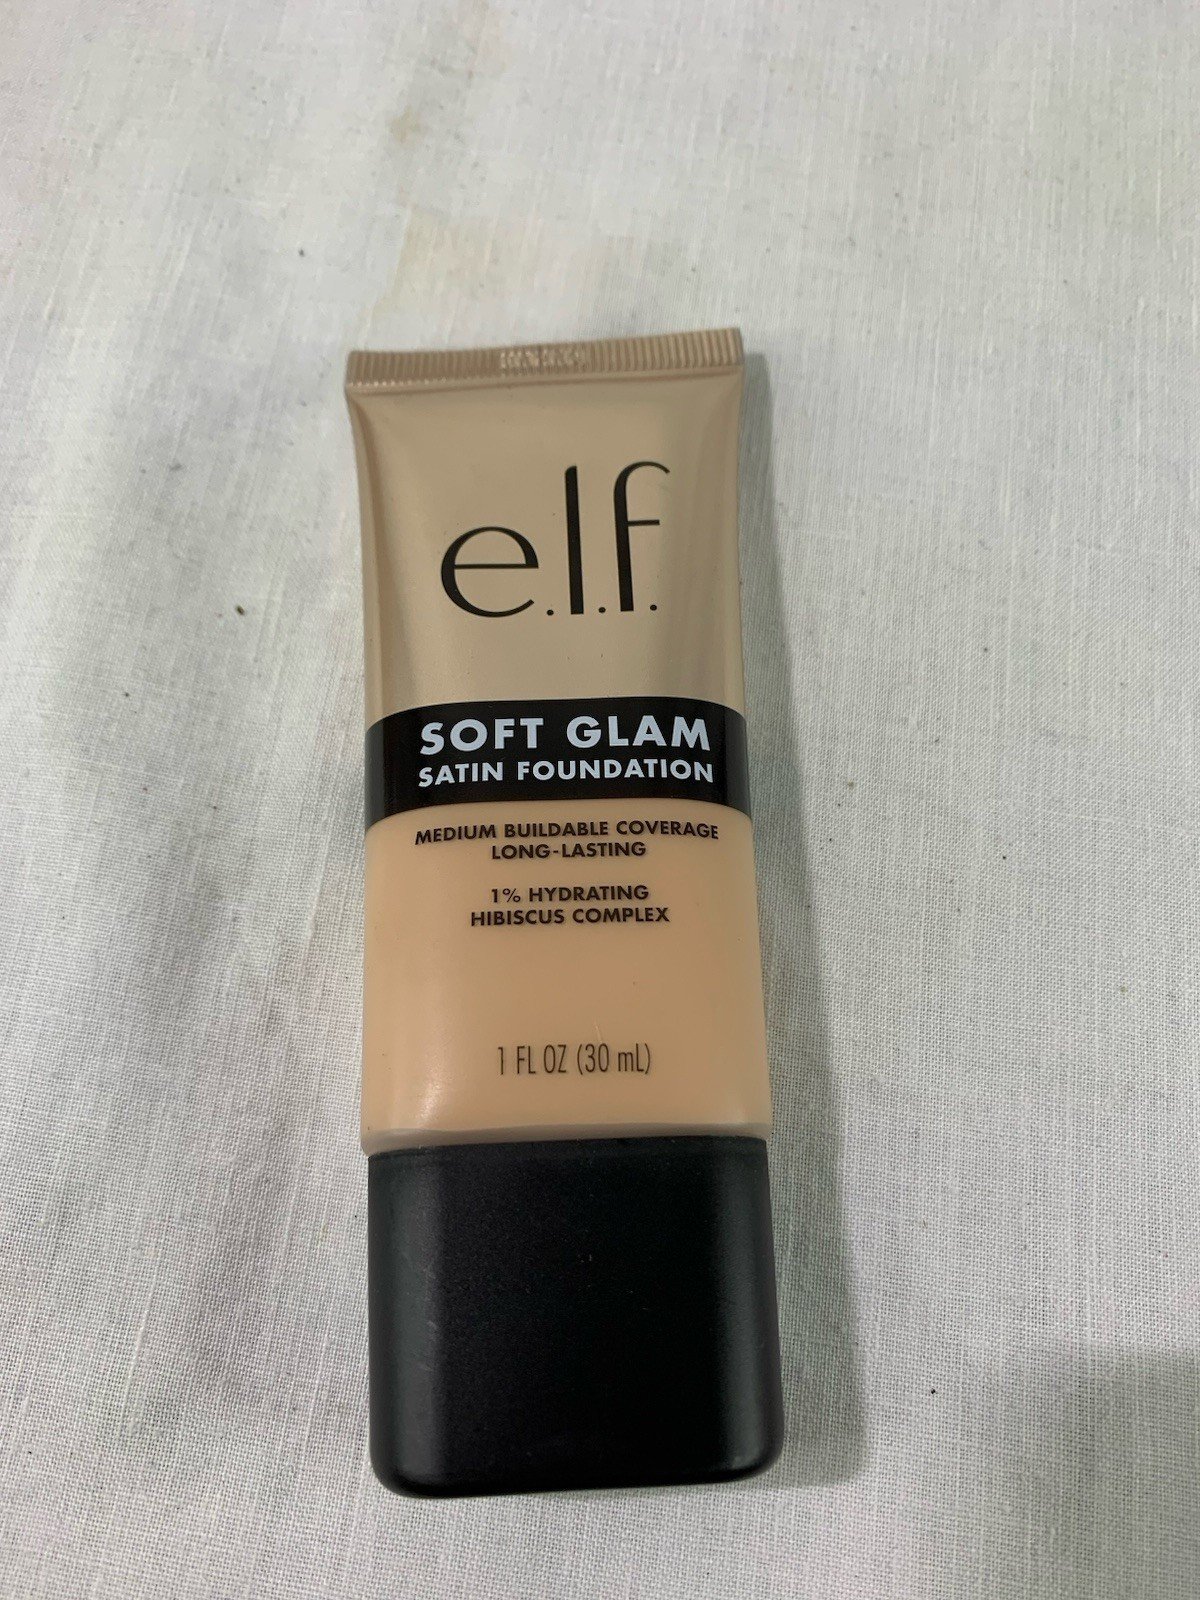 e.l.f.
SOFT GLAM
SATIN FOUNDATION
MEDIUM BUILDABLE COVERAGE
LONG-LASTING
1% HYDRATING
HIBISCUS COMPLEX
1 FL OZ (30 mL)